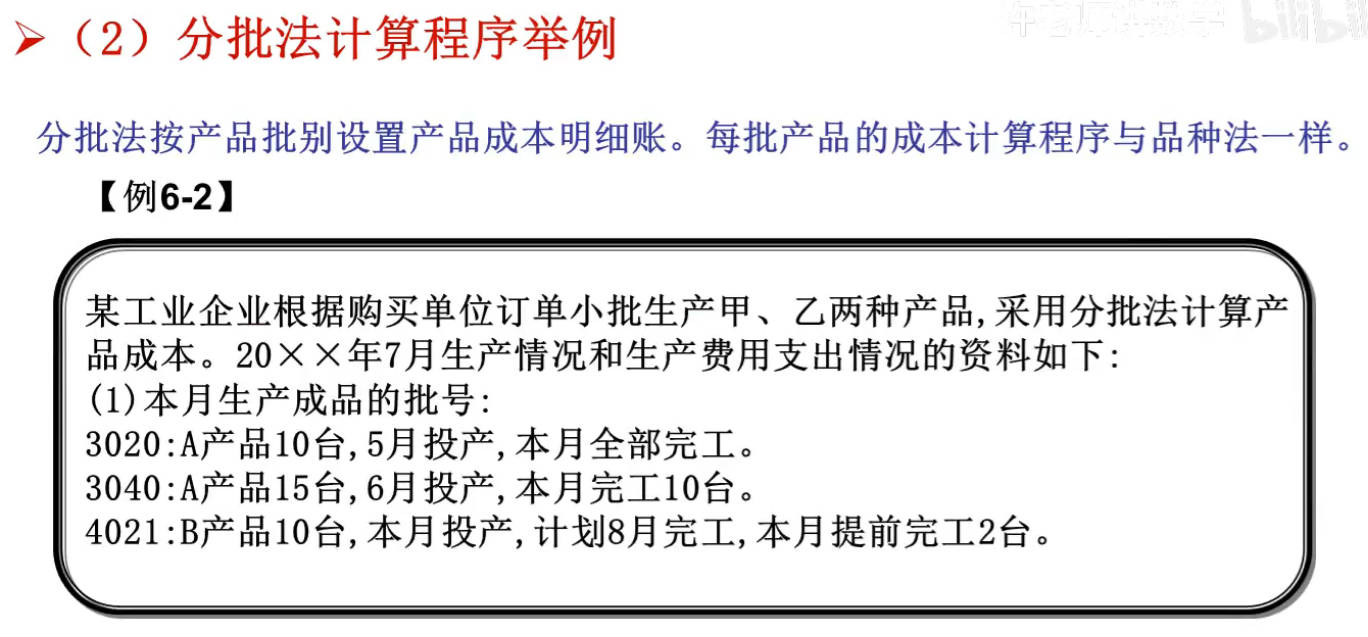 ➢（2）分批法计算程序举例
分批法按产品批别设置产品成本明细账。每批产品的成本计算程序与品种法一样。
【例6-2】
某工业企业根据购买单位订单小批生产甲、乙两种产品,采用分批法计算产
品成本。20××年7月生产情况和生产费用支出情况的资料如下:
(1)本月生产成品的批号:
3020:A产品10台,5月投产,本月全部完工。
3040:A产品15台,6月投产,本月完工10台。
4021:B产品10台,本月投产,计划8月完工,本月提前完工2台。